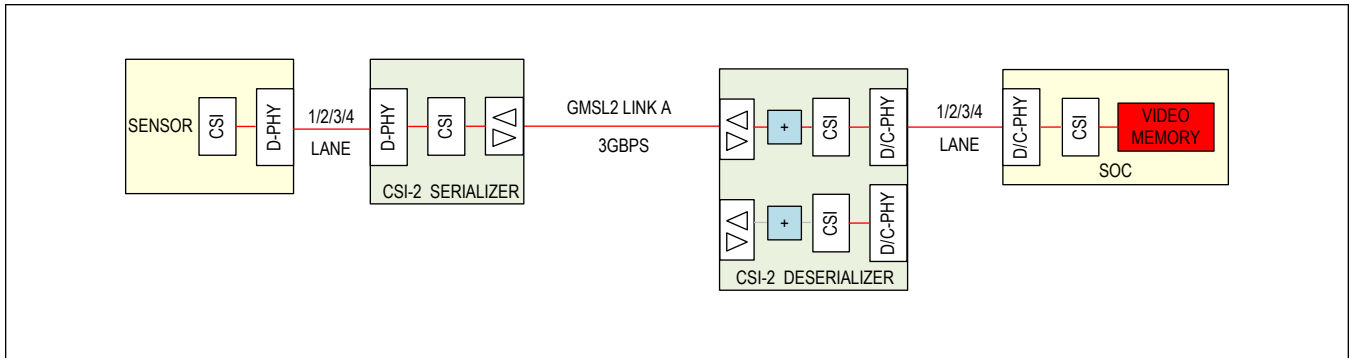 SENSOR
CSI
D-PHY
1/2/3/4
LANE
D-PHY
CSI
CSI-2 SERIALIZER
GMSL2 LINK A
3GBPS
+
CSI
D/C-PHY
+
CSI
D/C-PHY
CSI-2 DESERIALIZER
1/2/3/4
LANE
D/C-PHY
CSI
VIDEO
MEMORY
SOC